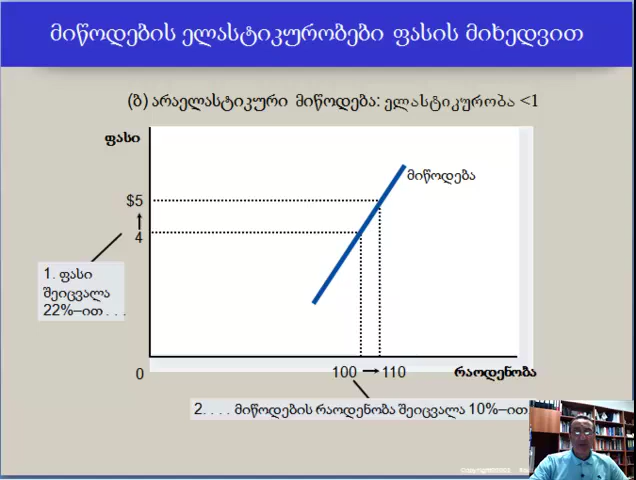 მიწოდების ელასტიკურობები ფასის მიხედვით
(ბ) არაელასტიკური მიწოდება: ელასტიკურობა <1
ფასი
მიწოდება
$5
4
1. ფასი
შეიცვალა
22%–ით . . .
0
100
110
რაოდენობა
2. . . . მიწოდების რაოდენობა შეიცვალა 10%–ით